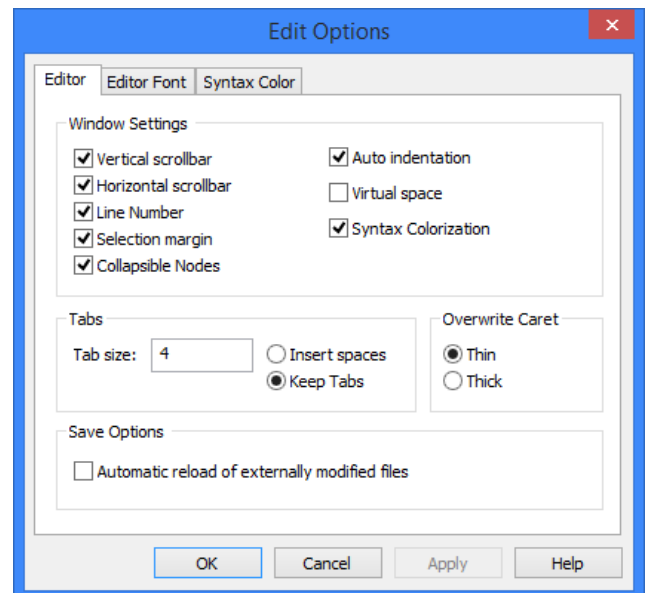 Edit Options
Editor Editor Font Syntax Color
Window Settings
Vertical scrollbar
Horizontal scrollbar
Line Number
Selection margin
Collapsible Nodes
Auto indentation
Virtual space
Syntax Colorization
Tabs
Tab size: 4
Insert spaces
Keep Tabs
Overwrite Caret
Thin
Thick
Save Options
Automatic reload of externally modified files
OK Cancel Apply Help